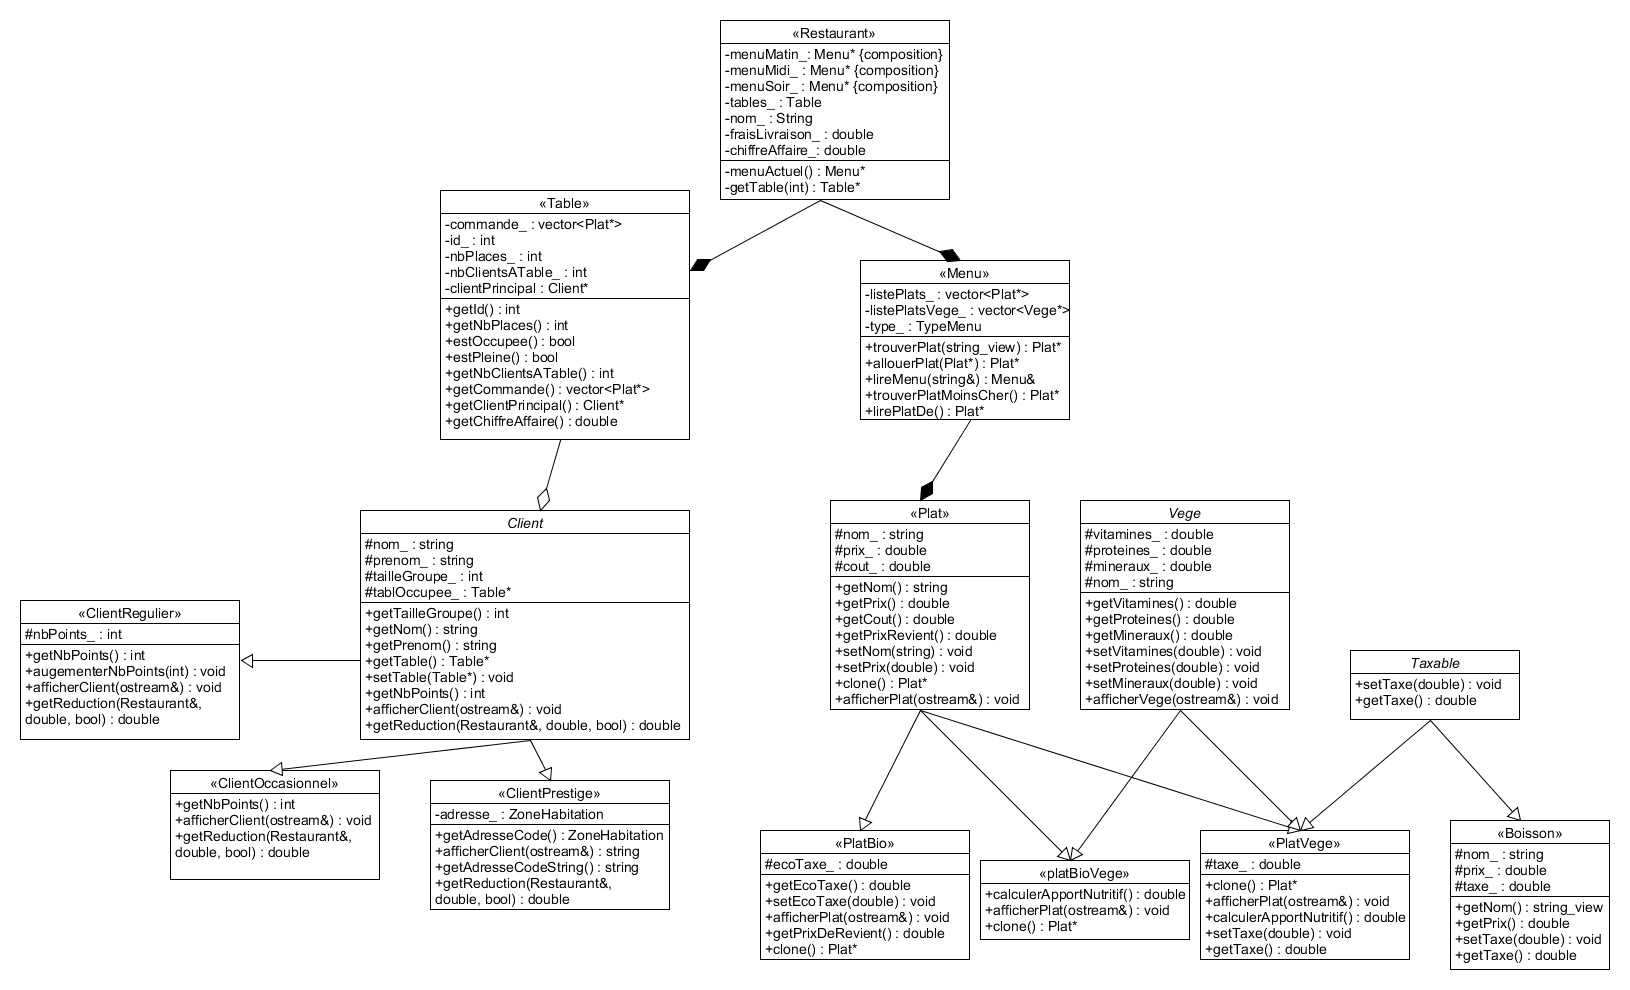 «Restaurant»
-menuMatin_: Menu* {composition}
-menuMidi_ : Menu* {composition}
-menuSoir_ : Menu* {composition}
-tables_ : Table
-nom_ : String
-fraisLivraison_ : double
-chiffreAffaire_: double
-menuActuel() : Menu*
-getTable(int) : Table*
«Table»
-commande_ : vector<Plat*>
-id_ : int
-nbPlaces_ : int
-nbClientsATable_ : int
-clientPrincipal : Client*
+getId() : int
+getNbPlaces() : int
+estOccupee() : bool
+estPleine() : bool
+getNbClientsATable() : int
+getCommande() : vector<Plat*>
+getClientPrincipal() : Client*
+getChiffreAffaire() : double
«Menu»
-listePlats_ : vector<Plat*>
-listePlatsVege_ : vector<Vege*>
-type_ : TypeMenu
+trouverPlat(string_view) : Plat*
+allouerPlat(Plat*) : Plat*
+lireMenu(string&) : Menu&
+trouverPlatMoinsCher() : Plat*
+lirePlatDe() : Plat*
Client
#nom_ : string
#prenom_ : string
#tailleGroupe_ : int
#tablOccupee_ : Table*
+getTailleGroupe() : int
+getNom() : string
+getPrenom() : string
+getTable() : Table*
+setTable(Table*) : void
+getNbPoints() : int
+afficherClient(ostream&) : void
+getReduction(Restaurant&, double, bool) : double
«Plat»
#nom_ : string
#prix_ : double
#cout_ : double
+getNom() : string
+getPrix() : double
+getCout() : double
+getPrixRevient() : double
+setNom(string) : void
+setPrix(double) : void
+clone() : Plat*
+afficherPlat(ostream&) : void
Vege
#vitamines_ : double
#proteines_ : double
#mineraux_ : double
#nom_ : string
+getVitamines() : double
+getProteines() : double
+getMineraux() : double
+setVitamines(double) : void
+setProteines(double) : void
+setMineraux(double) : void
+afficherVege(ostream&) : void
«ClientRegulier»
#nbPoints_ : int
+getNbPoints() : int
+augementerNbPoints(int) : void
+afficherClient(ostream&) : void
+getReduction(Restaurant&,
double, bool) : double
Taxable
+setTaxe(double) : void
+getTaxe() : double
«ClientOccasionnel»
+getNbPoints() : int
+afficherClient(ostream&) : void
+getReduction(Restaurant&,
double, bool) : double
«ClientPrestige»
-adresse_ : ZoneHabitation
+getAdresseCode() : ZoneHabitation
+afficherClient(ostream&) : string
+getAdresseCodeString() : string
+getReduction(Restaurant&,
double, bool) : double
«PlatBio»
#ecoTaxe_ : double
+getEcoTaxe() : double
+setEcoTaxe(double) : void
+afficherPlat(ostream&) : void
+getPrixDeRevient() : double
+clone() : Plat*
«platBioVege»
+calculerApportNutritif() : double
+afficherPlat(ostream&) : void
+clone() : Plat*
«PlatVege»
#taxe_ : double
+clone() : Plat*
+afficherPlat(ostream&) : void
+calculerApportNutritif() : double
+setTaxe(double) : void
+getTaxe() : double
«Boisson»
#nom_ : string
#prix_ : double
#taxe_ : double
+getNom() : string_view
+getPrix() : double
+setTaxe(double) : void
+getTaxe() : double